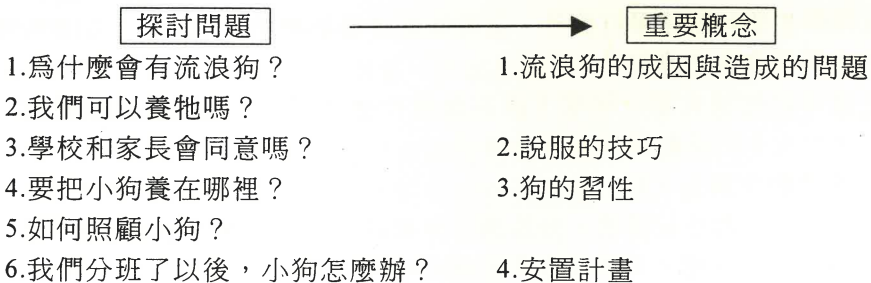 探討問題 重要概念
1.爲什麼會有流浪狗？ 1.流浪狗的成因與造成的問題
2.我們可以養牠嗎？
3.學校和家長會同意嗎？ 2.說服的技巧
4.要把小狗養在哪裡？ 3.狗的習性
5.如何照顧小狗？
6.我們分班了以後，小狗怎麼辦？ 4.安置計畫